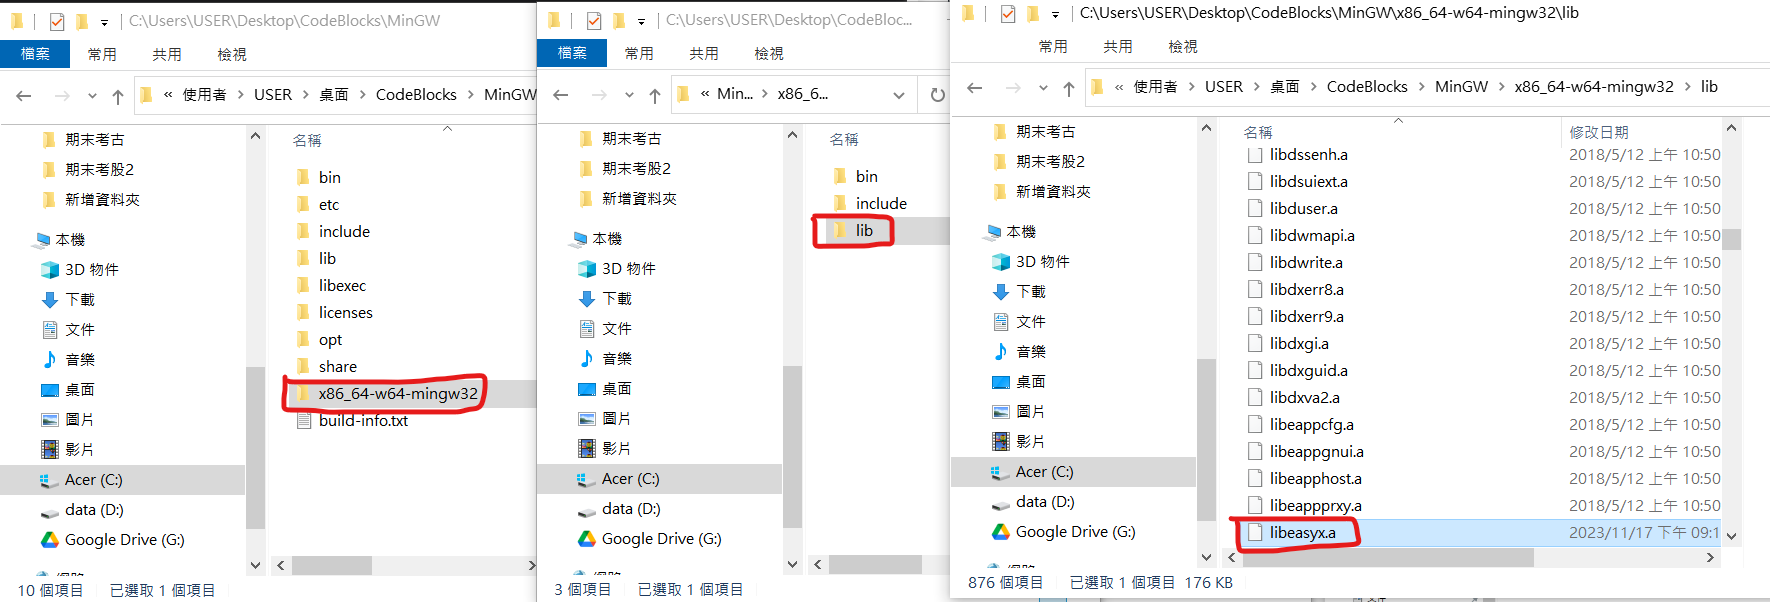 C:\Users\USER\Desktop\CodeBlocks\MinGW
檔案 常用 共用 檢視
« 使用者 > USER > 桌面 > CodeBlocks > MinGW
期末考古
期末考股2
新增資料夾
本機
3D 物件
下載
文件
音樂
桌面
圖片
影片
Acer (C:)
data (D:)
Google Drive (G:)
名稱
bin
etc
include
lib
libexec
licenses
opt
share
x86_64-w64-mingw32
build-info.txt
10 個項目 已選取 1 個項目
C:\Users\USER\Desktop\CodeBloc...
檔案 常用 共用 檢視
« Min... > x86_6...
期末考古
期末考股2
新增資料夾
本機
3D 物件
下載
文件
音樂
桌面
圖片
影片
Acer (C:)
data (D:)
Google Drive (G:)
名稱
bin
include
lib
3 個項目 已選取 1 個項目
C:\Users\USER\Desktop\CodeBlocks\MinGW\x86_64-w64-mingw32\lib
常用 共用 檢視
« 使用者 > USER > 桌面 > CodeBlocks > MinGW > x86_64-w64-mingw32 > lib
期末考古
期末考股2
新增資料夾
本機
3D 物件
下載
文件
音樂
桌面
圖片
影片
Acer (C:)
data (D:)
Google Drive (G:)
名稱 修改日期
libdssenh.a 2018/5/12 上午 10:50
libdsuiext.a 2018/5/12 上午 10:50
libduser.a 2018/5/12 上午 10:50
libdwmapi.a 2018/5/12 上午 10:50
libdwrite.a 2018/5/12 上午 10:50
libdxerr8.a 2018/5/12 上午 10:50
libdxerr9.a 2018/5/12 上午 10:50
libdxgi.a 2018/5/12 上午 10:50
libdxguid.a 2018/5/12 上午 10:50
libdxva2.a 2018/5/12 上午 10:50
libeappcfg.a 2018/5/12 上午 10:50
libeappgnui.a 2018/5/12 上午 10:50
libeapphost.a 2018/5/12 上午 10:50
libeappprxy.a 2018/5/12 上午 10:50
libeasyx.a 2023/11/17 下午 09:1
876 個項目 已選取 1 個項目 176 KB